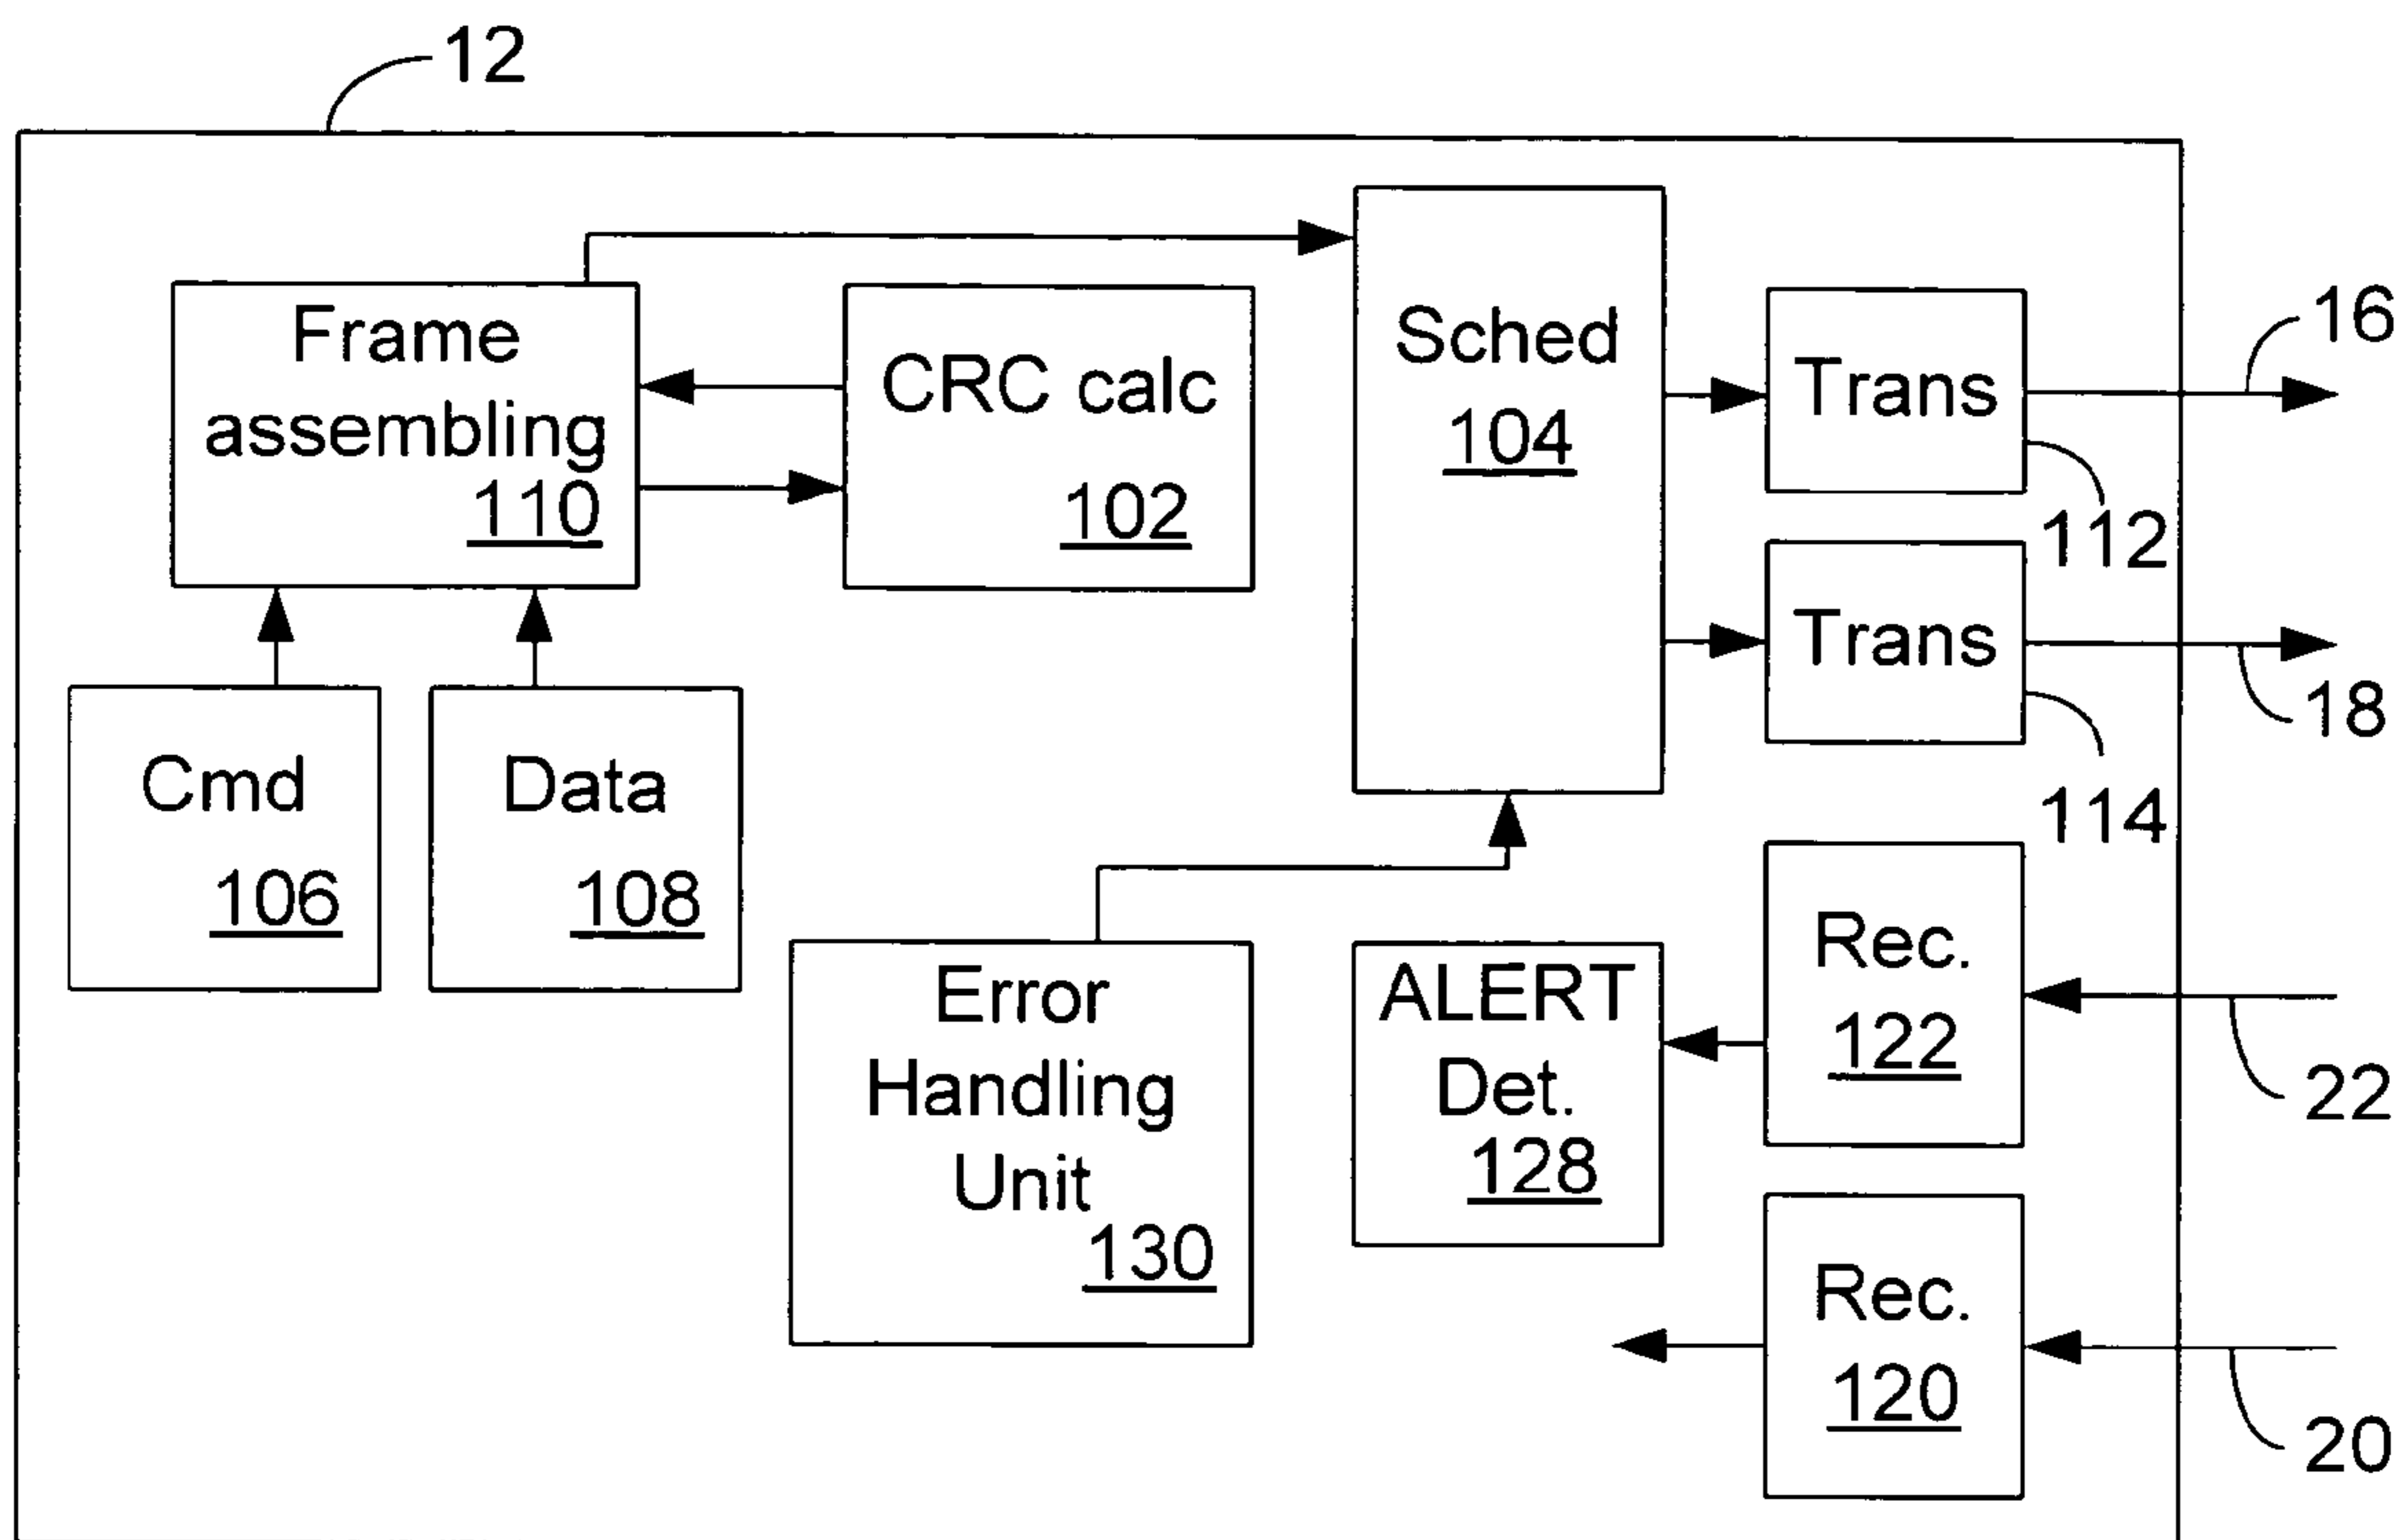 12
Frame
assembling
110
CRC calc
102
Sched
104
Trans
112
16
Trans
114
18
Cmd
106
Data
108
Error
Handling
Unit
130
ALERT
Det.
128
Rec.
122
22
Rec.
120
20